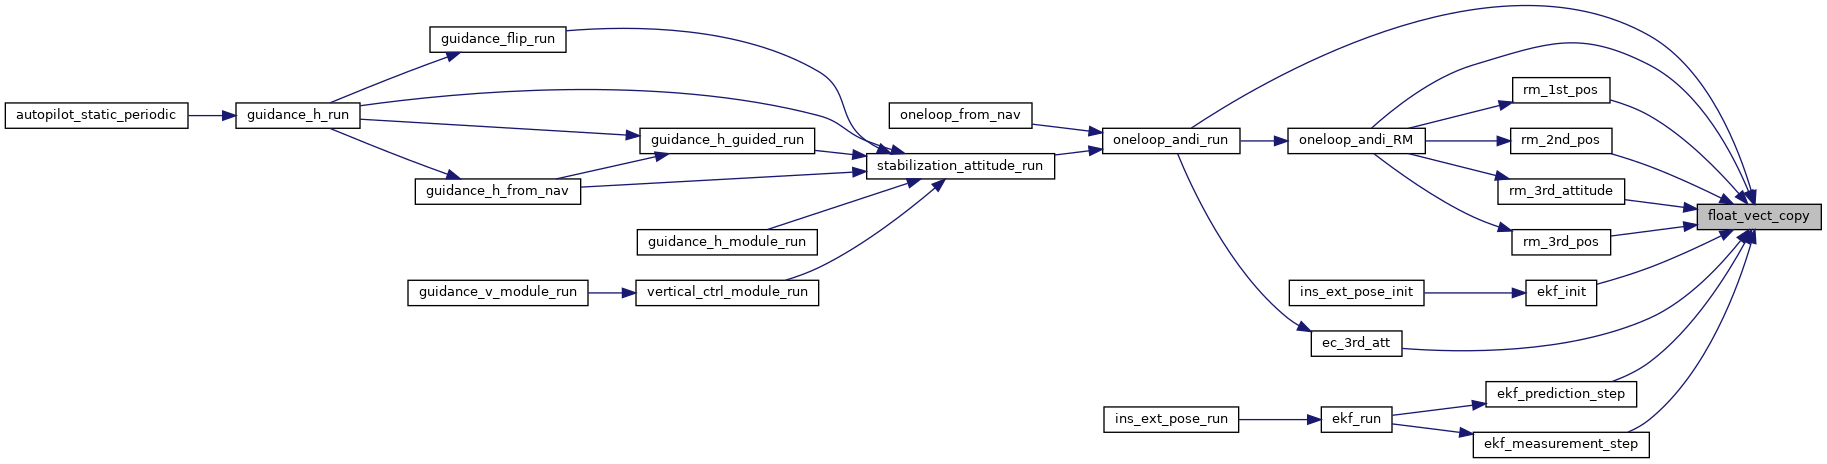 guidance_flip_run
autopilot_static_periodic
guidance_h_run
guidance_h_guided_run
guidance_h_from_nav
oneloop_from_nav
stabilization_attitude_run
guidance_h_module_run
guidance_v_module_run
vertical_ctrl_module_run
oneloop_andi_run
oneloop_andi_RM
rm_1st_pos
rm_2nd_pos
rm_3rd_attitude
rm_3rd_pos
float_vect_copy
ins_ext_pose_init
ekf_init
ec_3rd_att
ekf_prediction_step
ins_ext_pose_run
ekf_run
ekf_measurement_step